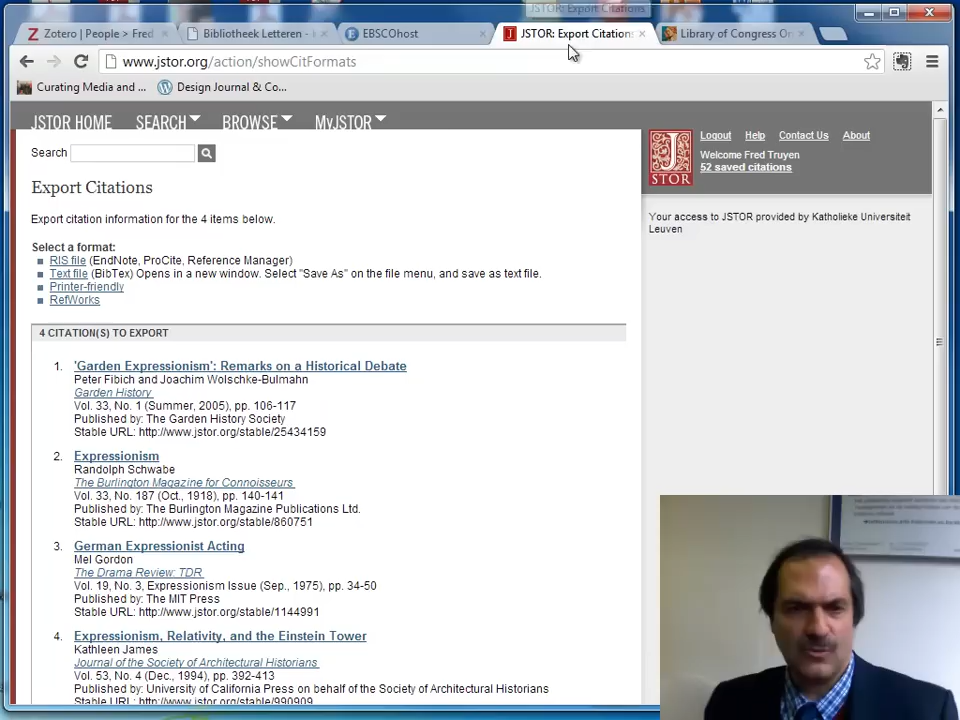 JSTOR: Export Citations
Zotero | People > Fred
Bibliotheek Letteren -
EBSCOhost
JSTOR: Export Citations
Library of Congress On
www.jstor.org/action/showCitFormats
Curating Media and ...
Design Journal & Co...
JSTOR HOME SEARCH BROWSE MyJSTOR
Search
Logout Help Contact Us About
Welcome Fred Truyen
52 saved citations
JSTOR
Your access to JSTOR provided by Katholieke Universiteit
Leuven
Export Citations
Export citation information for the 4 items below.
Select a format:
RIS file (EndNote, ProCite, Reference Manager)
Text file (BibTex) Opens in a new window. Select "Save As" on the file menu, and save as text file.
Printer-friendly
RefWorks
4 CITATION(S) TO EXPORT
1. 'Garden Expressionism': Remarks on a Historical Debate
Peter Fibich and Joachim Wolschke-Bulmahn
Garden History
Vol. 33, No. 1 (Summer, 2005), pp. 106-117
Published by: The Garden History Society
Stable URL: http://www.jstor.org/stable/25434159
2. Expressionism
Randolph Schwabe
The Burlington Magazine for Connoisseurs
Vol. 33, No. 187 (Oct., 1918), pp. 140-141
Published by: The Burlington Magazine Publications Ltd.
Stable URL: http://www.jstor.org/stable/860751
3. German Expressionist Acting
Mel Gordon
The Drama Review: TDR
Vol. 19, No. 3, Expressionism Issue (Sep., 1975), pp. 34-50
Published by: The MIT Press
Stable URL: http://www.jstor.org/stable/1144991
4. Expressionism, Relativity, and the Einstein Tower
Kathleen James
Journal of the Society of Architectural Historians
Vol. 53, No. 4 (Dec., 1994), pp. 392-413
Published by: University of California Press on behalf of the Society of Architectural Historians
Stable URL: http://www.jstor.org/stable/990909